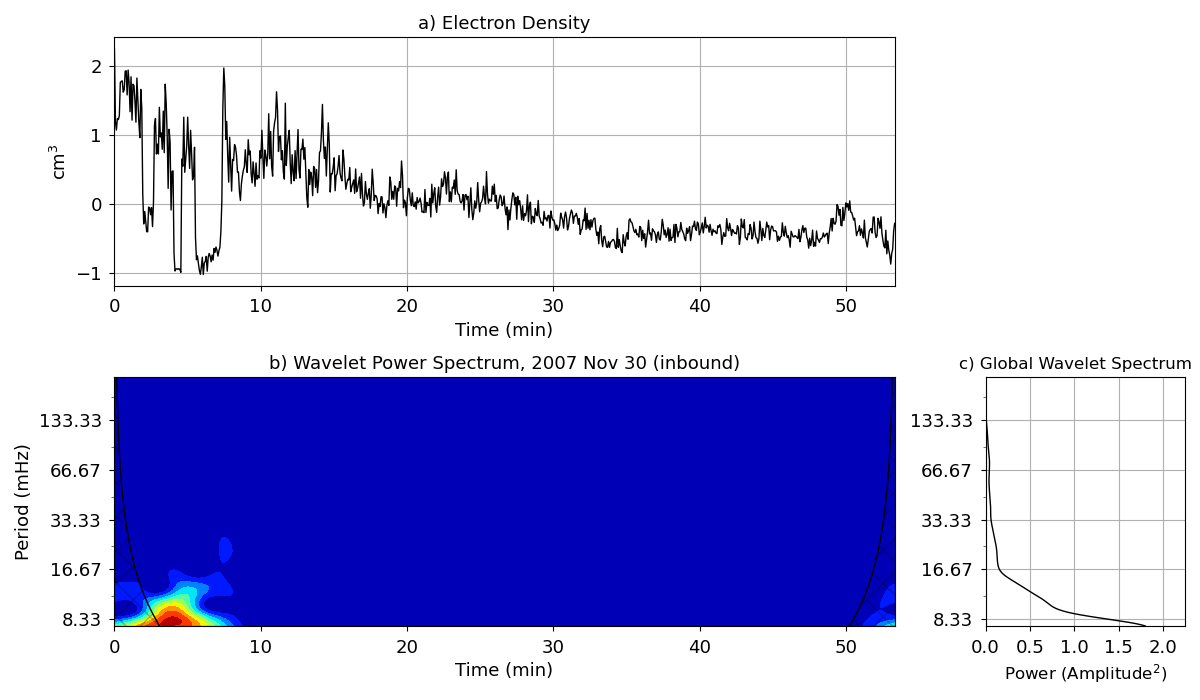 a) Electron Density
cm³
2
1
0
−1
0 10 20 30 40 50
Time (min)
b) Wavelet Power Spectrum, 2007 Nov 30 (inbound)
Period (mHz)
133.33
66.67
33.33
16.67
8.33
0 10 20 30 40 50
Time (min)
c) Global Wavelet Spectrum
133.33
66.67
33.33
16.67
8.33
0.0 0.5 1.0 1.5 2.0
Power (Amplitude²)